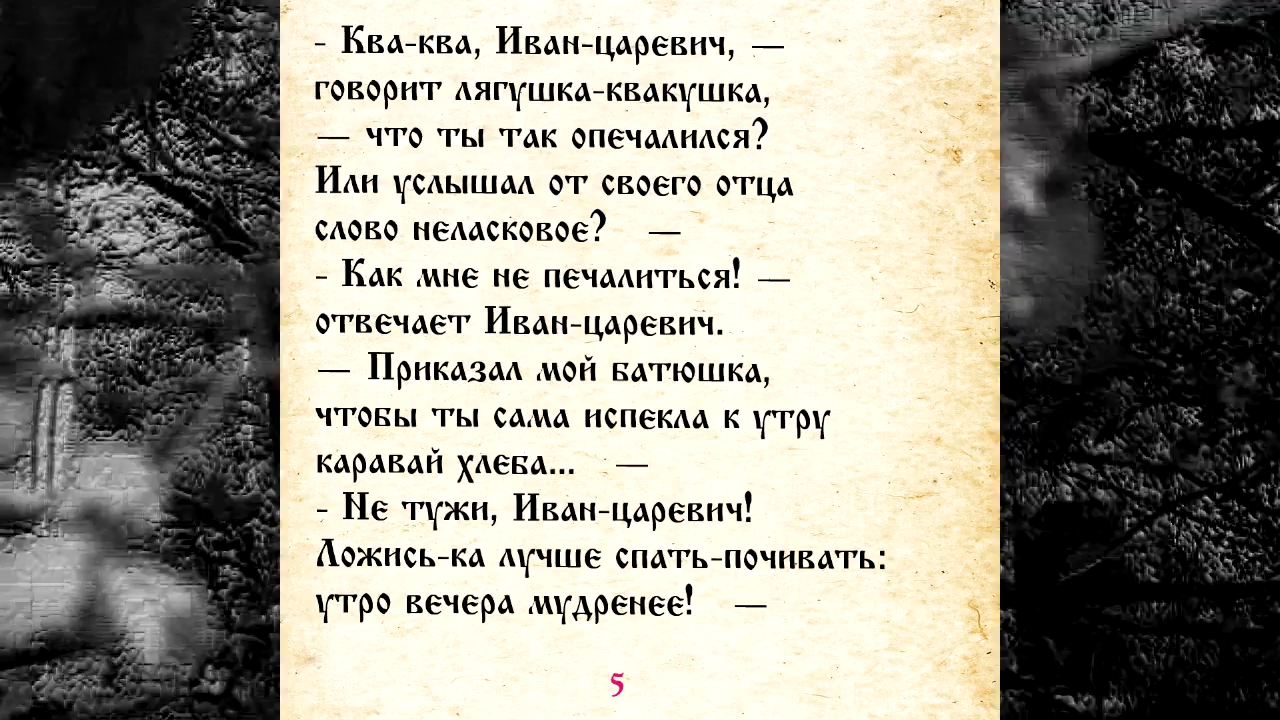 - Ква-ква, Иван-царевич, —
говорит лягушка-квакушка,
— что ты так опечалился?
Или услышал от своего отца
слово неласковое? —
- Как мне не печалиться! —
отвечает Иван-царевич.
— Приказал мой батюшка,
чтобы ты сама испекла к утру
каравай хлеба... —
- Не тужи, Иван-царевич!
Ложись-ка лучше спать-почивать:
утро вечера мудренее! —
5